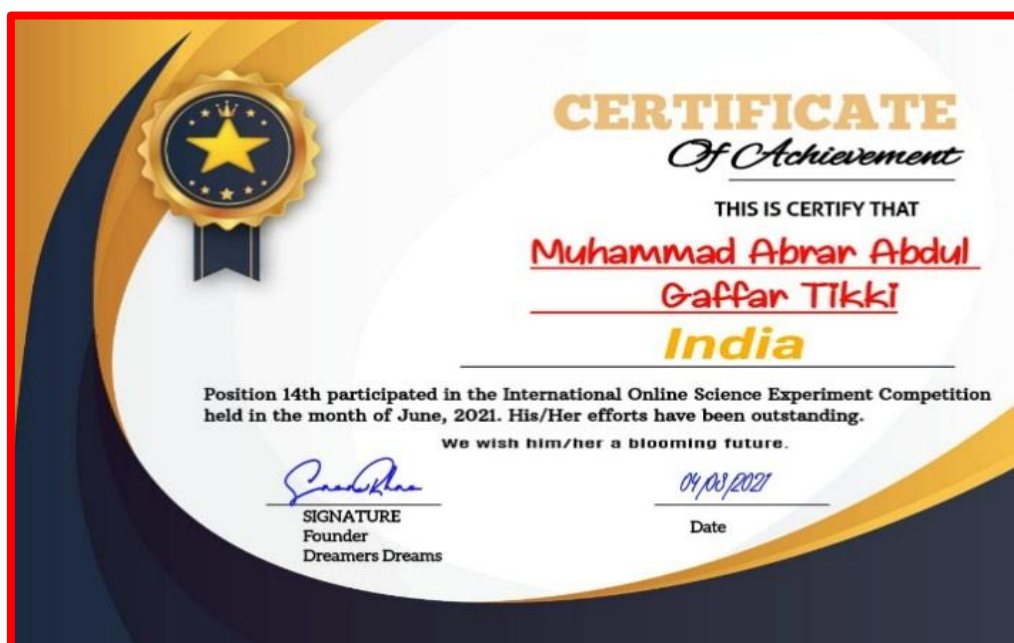 CERTIFICATE
Of Achievement
THIS IS CERTIFY THAT
Muhammad Abrar Abdul
Gaffar Tikki
India
Position 14th participated in the International Online Science Experiment Competition
held in the month of June, 2021. His/Her efforts have been outstanding.
We wish him/her a blooming future.
04/03/2021
SIGNATURE
Founder
Dreamers Dreams
Date